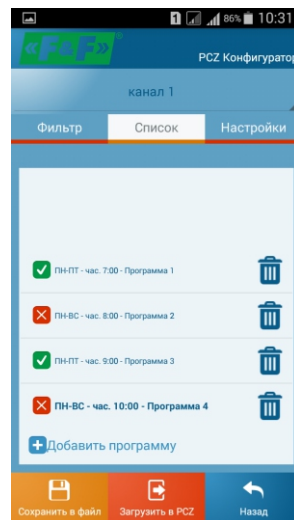 1 86% 10:31
«F&F»®
PCZ Конфигуратор
канал 1
Фильтр Список Настройки
ПН-ПТ - час. 7:00 - Программа 1
ПН-ВС - час. 8:00 - Программа 2
ПН-ПТ - час. 9:00 - Программа 3
ПН-ВС - час. 10:00 - Программа 4
Добавить программу
Сохранить в файл Загрузить в PCZ Назад